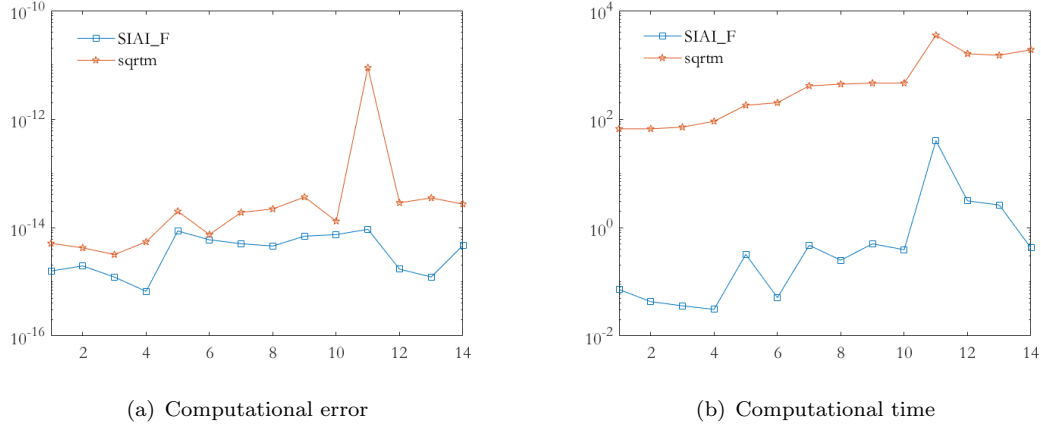 10^-10
SIAI_F
sqrtm
10^-12
10^-14
10^-16
2 4 6 8 10 12 14
(a) Computational error
10^4
SIAI_F
sqrtm
10^2
10^0
10^-2
2 4 6 8 10 12 14
(b) Computational time